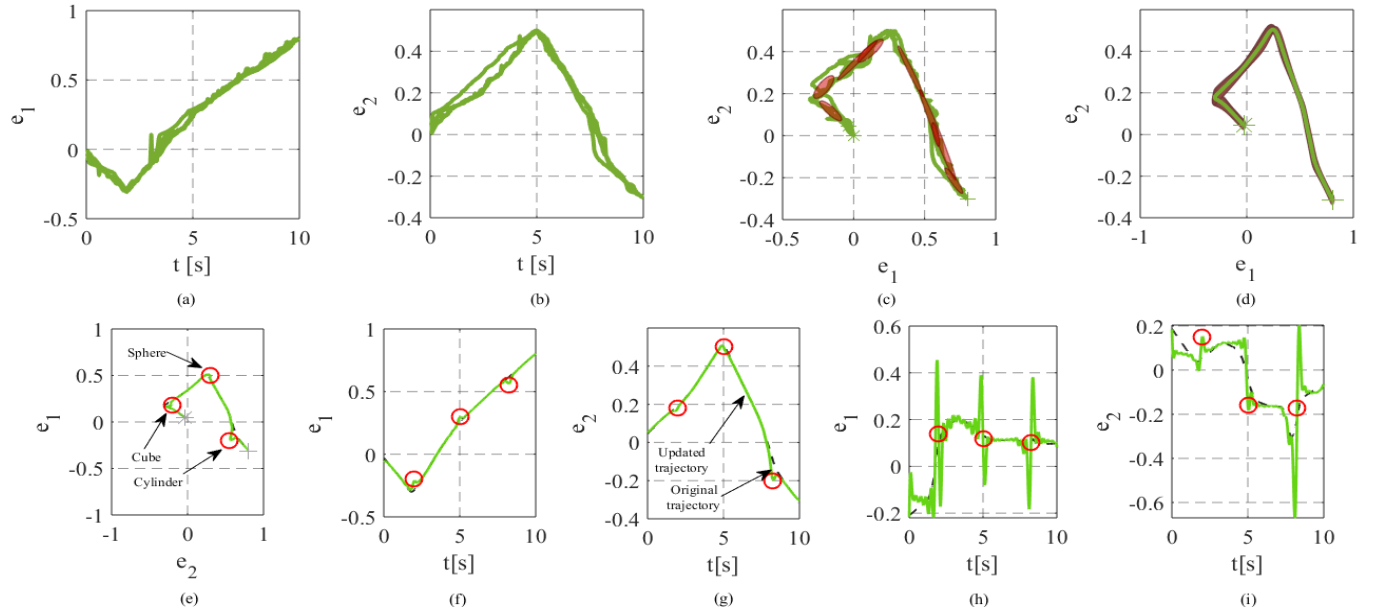 1
0.5
0
-0.5
e1
0
5
10
t [s]
(a)
0.4
0.2
0
-0.2
-0.4
e2
0
5
10
t [s]
(b)
0.4
0.2
0
-0.2
-0.4
e2
-0.5
0
0.5
1
e1
(c)
0.4
0.2
0
-0.2
-0.4
e2
-1
0
1
e1
(d)
1
0.5
0
-0.5
-1
e1
Sphere
Cube
Cylinder
-1
0
1
e2
(e)
1
0.5
0
-0.5
e1
0
5
10
t[s]
(f)
0.6
0.4
0.2
0
-0.2
-0.4
e2
Updated
trajectory
Original
trajectory
0
5
10
t[s]
(g)
0.6
0.4
0.2
0
-0.2
e1
0
5
10
t[s]
(h)
0.2
0
-0.2
-0.4
-0.6
e2
0
5
10
t[s]
(i)